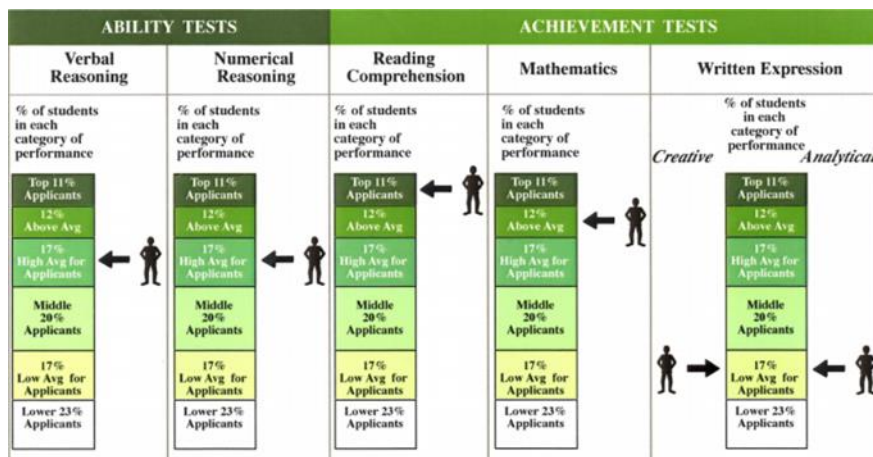 ABILITY TESTS
ACHIEVEMENT TESTS
Verbal
Reasoning
Numerical
Reasoning
Reading
Comprehension
Mathematics
Written Expression
% of students
in each
category of
performance
Top 11%
Applicants
12%
Above Avg
17%
High Avg for
Applicants
Middle
20%
Applicants
17%
Low Avg for
Applicants
Lower 23%
Applicants
% of students
in each
category of
performance
Top 11%
Applicants
12%
Above Avg
17%
High Avg for
Applicants
Middle
20%
Applicants
17%
Low Avg for
Applicants
Lower 23%
Applicants
% of students
in each
category of
performance
Top 11%
Applicants
12%
Above Avg
17%
High Avg for
Applicants
Middle
20%
Applicants
17%
Low Avg for
Applicants
Lower 23%
Applicants
% of students
in each
category of
performance
Top 11%
Applicants
12%
Above Avg
17%
High Avg for
Applicants
Middle
20%
Applicants
17%
Low Avg for
Applicants
Lower 23%
Applicants
% of students
in each
category of
performance
Creative
Analytical
Top 11%
Applicants
12%
Above Avg
17%
High Avg for
Applicants
Middle
20%
Applicants
17%
Low Avg for
Applicants
Lower 23%
Applicants